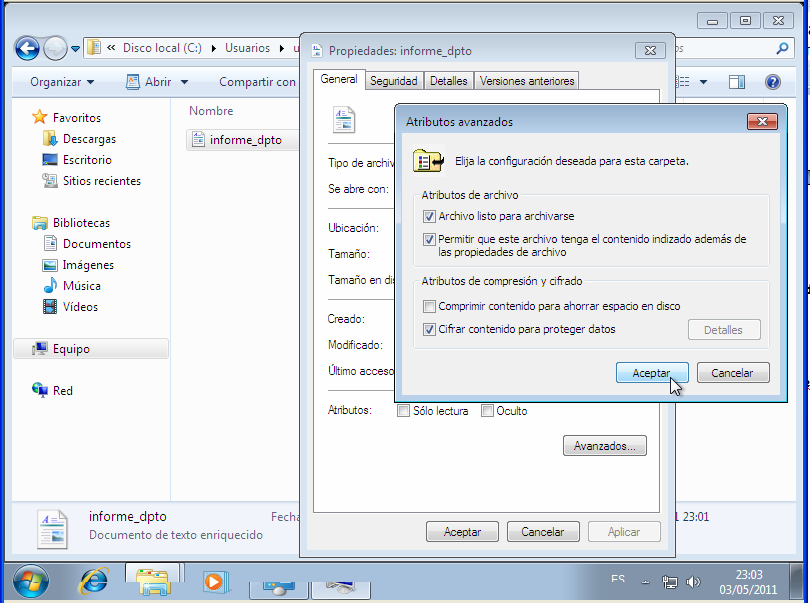 « Disco local (C:) Usuarios u
Organizar Abrir Compartir con
Favoritos
Descargas
Escritorio
Sitios recientes
Bibliotecas
Documentos
Imágenes
Música
Vídeos
Equipo
Red
Nombre
informe_dpto
Propiedades: informe_dpto
General Seguridad Detalles Versiones anteriores
Tipo de archiv
Se abre con:
Ubicación:
Tamaño:
Tamaño en dis
Creado:
Modificado:
Último acceso
Atributos: Sólo lectura Oculto
Avanzados...
Aceptar Cancelar Aplicar
Atributos avanzados
Elija la configuración deseada para esta carpeta.
Atributos de archivo
Archivo listo para archivarse
Permitir que este archivo tenga el contenido indizado además de
las propiedades de archivo
Atributos de compresión y cifrado
Comprimir contenido para ahorrar espacio en disco
Cifrar contenido para proteger datos
Detalles
Aceptar Cancelar
informe_dpto Fecha 1 23:01
Documento de texto enriquecido
ES 23:03
03/05/2011